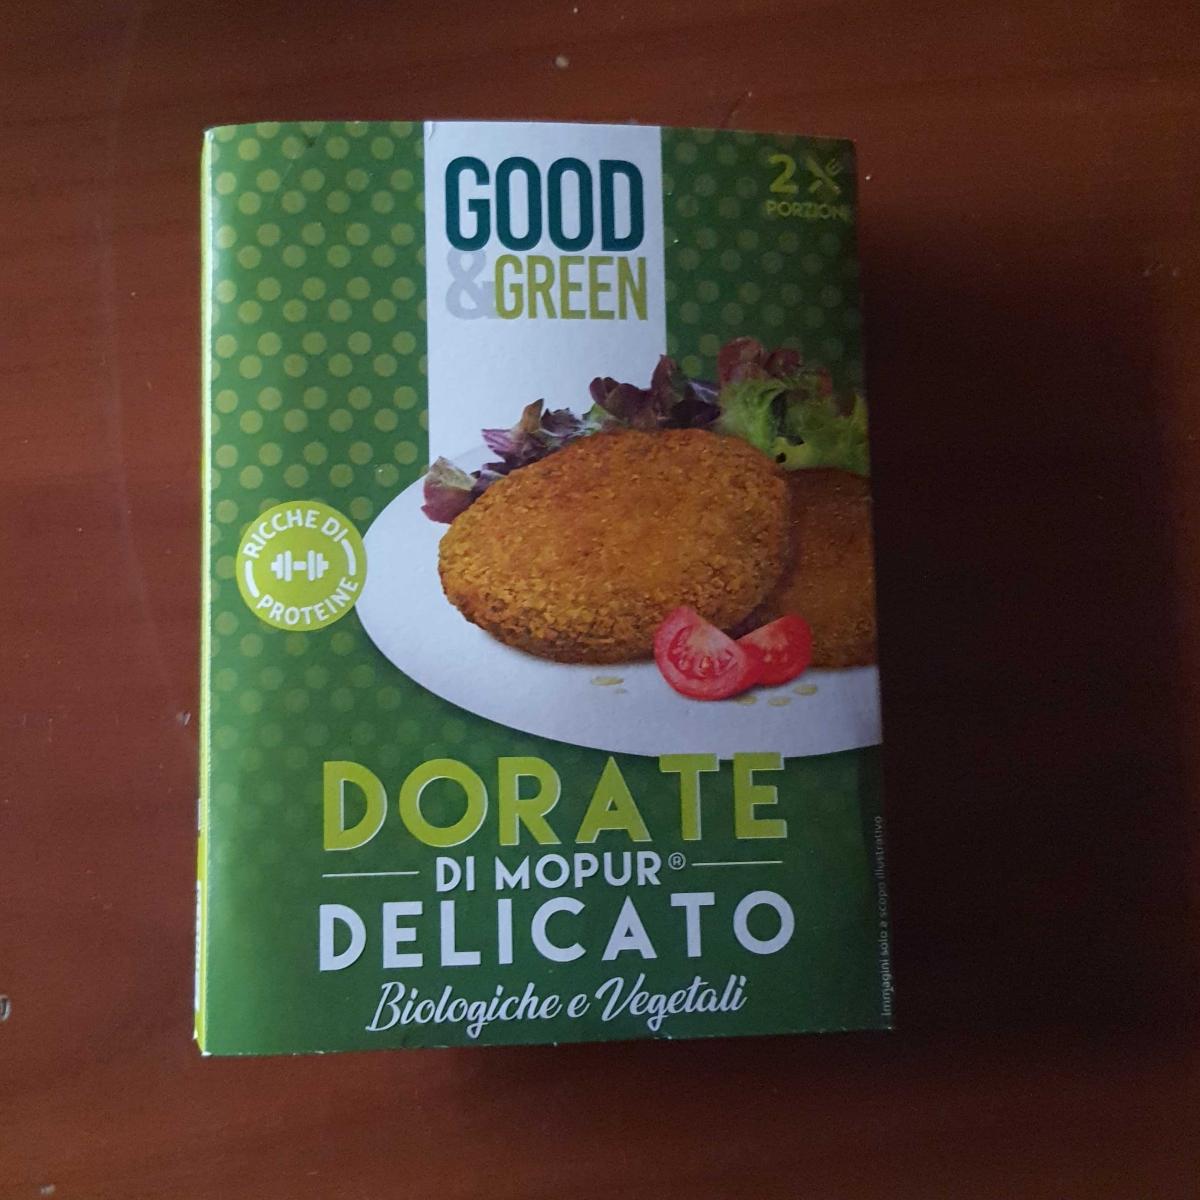 GOOD
&GREEN
2
PORZIONI
RICCHE DI
PROTEINE
DORATE
DI MOPUR®
DELICATO
Biologiche e Vegetali
Immagini solo a scopo illustrativo